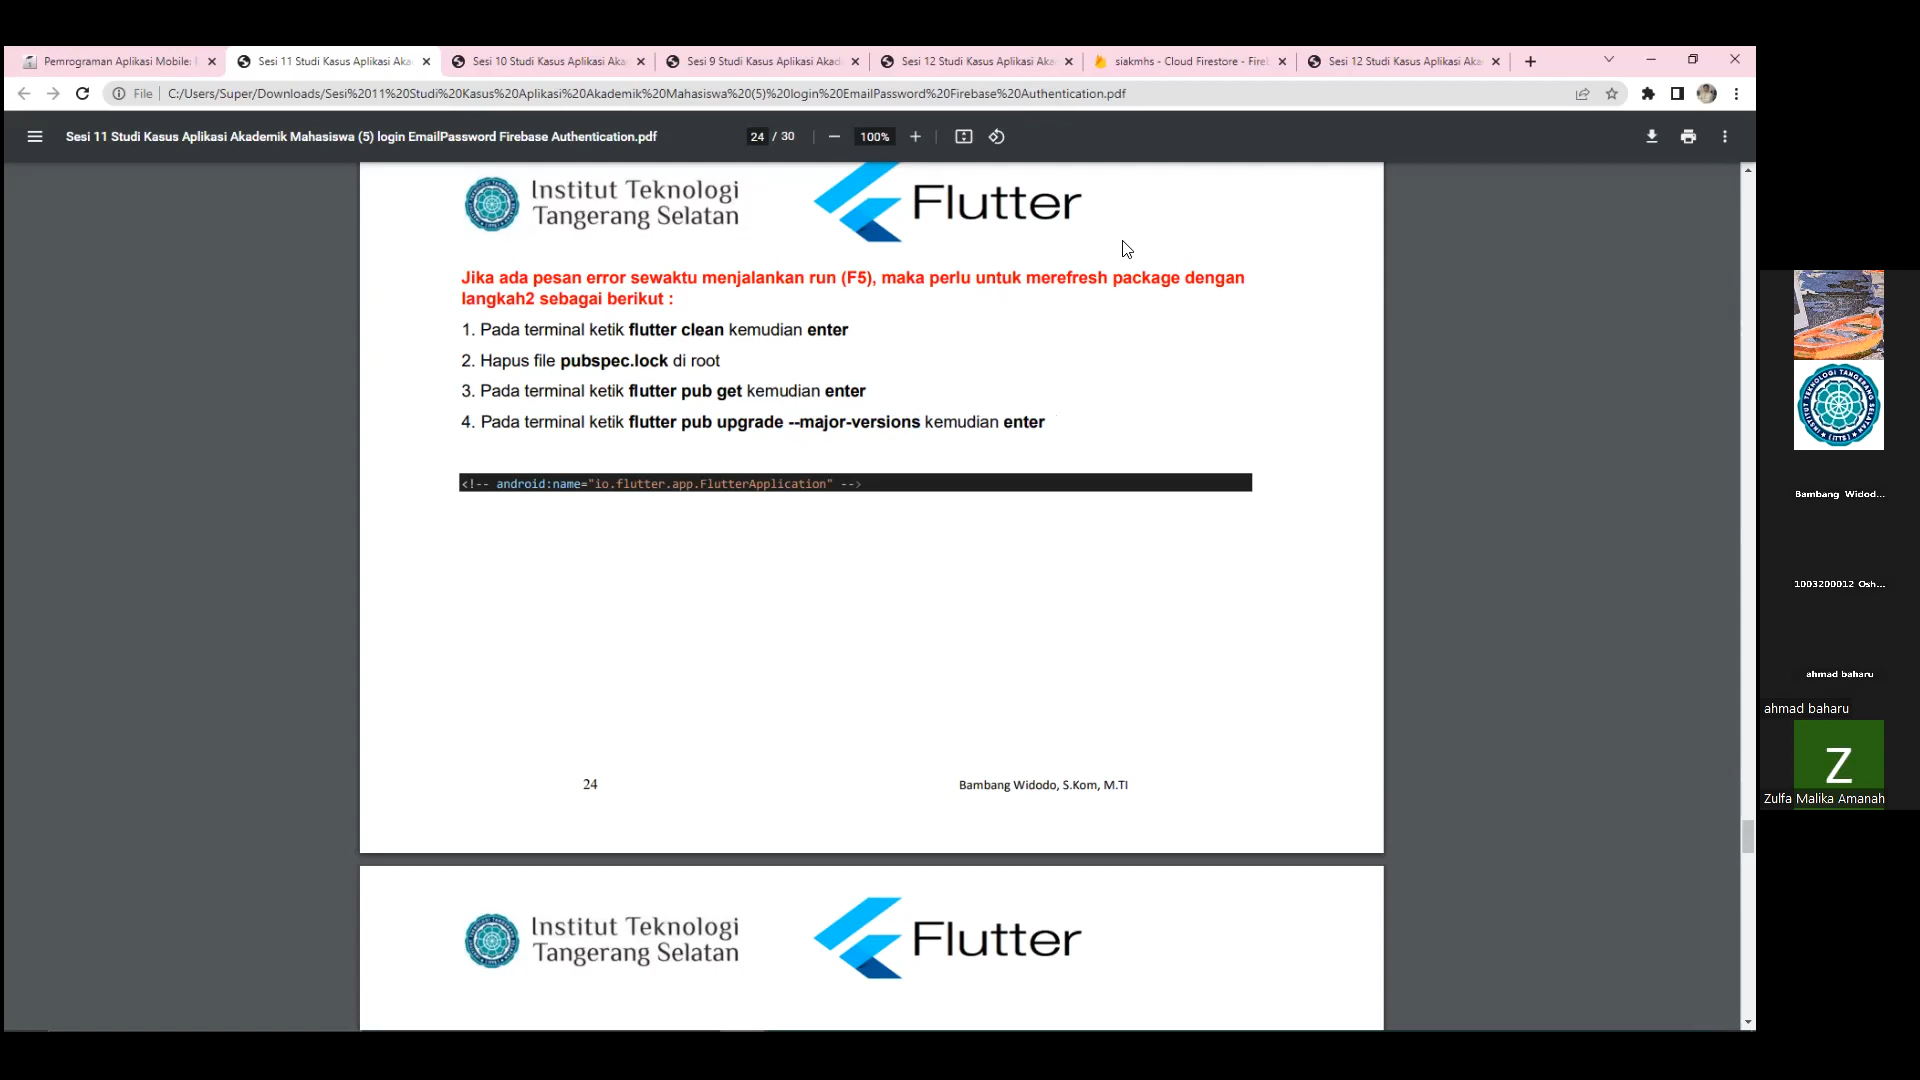 Pemrograman Aplikasi Mobile:
Sesi 11 Studi Kasus Aplikasi Aka
Sesi 10 Studi Kasus Aplikasi Aka
Sesi 9 Studi Kasus Aplikasi Akad
Sesi 12 Studi Kasus Aplikasi Aka
siakmhs - Cloud Firestore - Fire
Sesi 12 Studi Kasus Aplikasi Aka
File
C:/Users/Super/Downloads/Sesi%2011%20Studi%20Kasus%20Aplikasi%20Akademik%20Mahasiswa%20(5)%20login%20EmailPassword%20Firebase%20Authentication.pdf
Sesi 11 Studi Kasus Aplikasi Akademik Mahasiswa (5) login EmailPassword Firebase Authentication.pdf
24 / 30
100%
Institut Teknologi
Tangerang Selatan
Flutter
Jika ada pesan error sewaktu menjalankan run (F5), maka perlu untuk merefresh package dengan
langkah2 sebagai berikut :
1. Pada terminal ketik flutter clean kemudian enter
2. Hapus file pubspec.lock di root
3. Pada terminal ketik flutter pub get kemudian enter
4. Pada terminal ketik flutter pub upgrade --major-versions kemudian enter
<!-- android:name="io.flutter.app.FlutterApplication" -->
24
Bambang Widodo, S.Kom, M.TI
Institut Teknologi
Tangerang Selatan
Flutter
INSTITUT TEKNOLOGI TANGERANG SELATAN
(ITTS)
Bambang Widod...
1003200012 Osh...
ahmad baharu
ahmad baharu
Z
Zulfa Malika Amanah